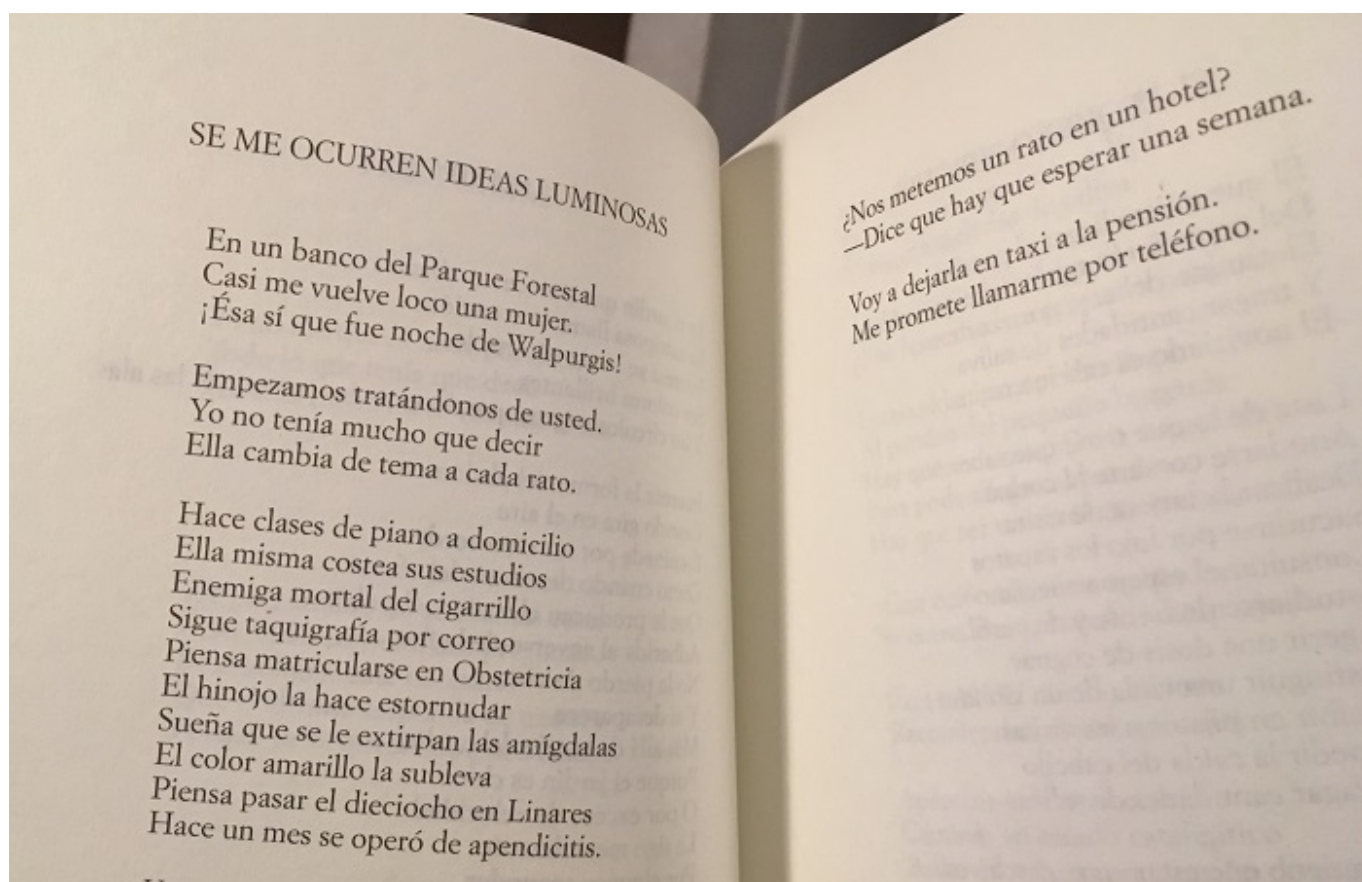 SE ME OCURREN IDEAS LUMINOSAS
En un banco del Parque Forestal
Casi me vuelve loco una mujer.
¡Ésa sí que fue noche de Walpurgis!
Empezamos tratándonos de usted.
Yo no tenía mucho que decir
Ella cambia de tema a cada rato.
Hace clases de piano a domicilio
Ella misma costea sus estudios
Enemiga mortal del cigarrillo
Sigue taquigrafía por correo
Piensa matricularse en Obstetricia
El hinojo la hace estornudar
Sueña que se le extirpan las amígdalas
El color amarillo la subleva
Piensa pasar el dieciocho en Linares
Hace un mes se operó de apendicitis.
¿Nos metemos un rato en un hotel?
—Dice que hay que esperar una semana.
Voy a dejarla en taxi a la pensión.
Me promete llamarme por teléfono.